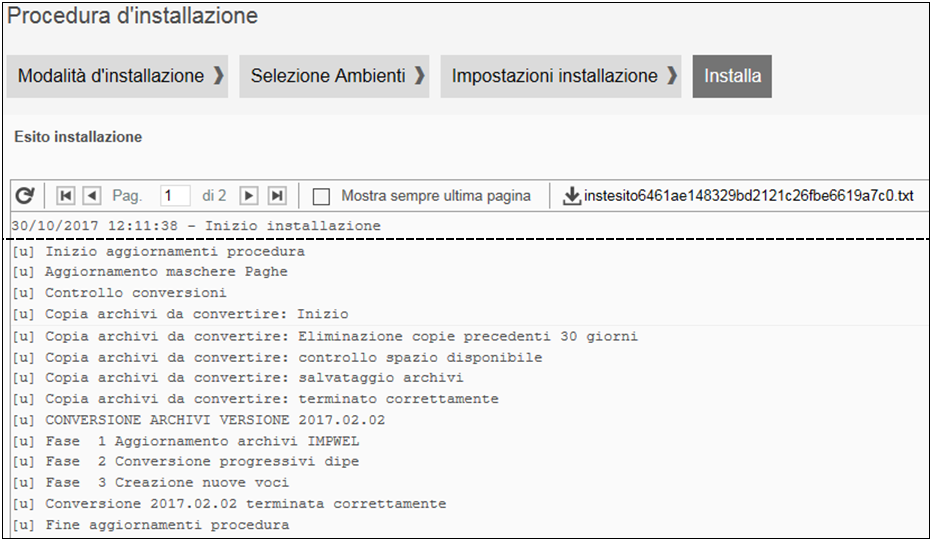 Procedura d'installazione
Modalità d'installazione ❯ Selezione Ambienti ❯ Impostazioni installazione ❯ Installa
Esito installazione
Pag. 1 di 2 Mostra sempre ultima pagina instesito6461ae148329bd2121c26fbe6619a7c0.txt
30/10/2017 12:11:38 - Inizio installazione
[u] Inizio aggiornamenti procedura
[u] Aggiornamento maschere Paghe
[u] Controllo conversioni
[u] Copia archivi da convertire: Inizio
[u] Copia archivi da convertire: Eliminazione copie precedenti 30 giorni
[u] Copia archivi da convertire: controllo spazio disponibile
[u] Copia archivi da convertire: salvataggio archivi
[u] Copia archivi da convertire: terminato correttamente
[u] CONVERSIONE ARCHIVI VERSIONE 2017.02.02
[u] Fase  1 Aggiornamento archivi IMPWEL
[u] Fase  2 Conversione progressivi dipe
[u] Fase  3 Creazione nuove voci
[u] Conversione 2017.02.02 terminata correttamente
[u] Fine aggiornamenti procedura